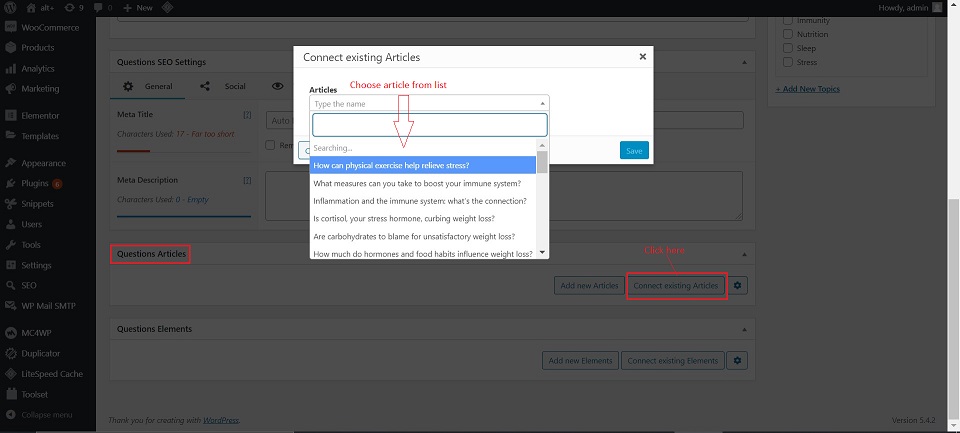 alt+
9
0
New
Howdy, admin
WooCommerce
Products
Analytics
Marketing
Elementor
Templates
Appearance
Plugins 6
Snippets
Users
Tools
Settings
SEO
WP Mail SMTP
MC4WP
Duplicator
LiteSpeed Cache
Toolset
Collapse menu
Questions SEO Settings
General
Social
Meta Title
Characters Used: 17 - Far too short
Auto
Rem
Meta Description
Characters Used: 0 - Empty
Connect existing Articles
Articles
Choose article from list
Type the name
Searching...
How can physical exercise help relieve stress?
What measures can you take to boost your immune system?
Inflammation and the immune system: what's the connection?
Is cortisol, your stress hormone, curbing weight loss?
Are carbohydrates to blame for unsatisfactory weight loss?
How much do hormones and food habits influence weight loss?
Save
Immunity
Nutrition
Sleep
Stress
+ Add New Topics
Questions Articles
Click here
Add new Articles
Connect existing Articles
Questions Elements
Add new Elements
Connect existing Elements
Thank you for creating with WordPress.
Version 5.4.2